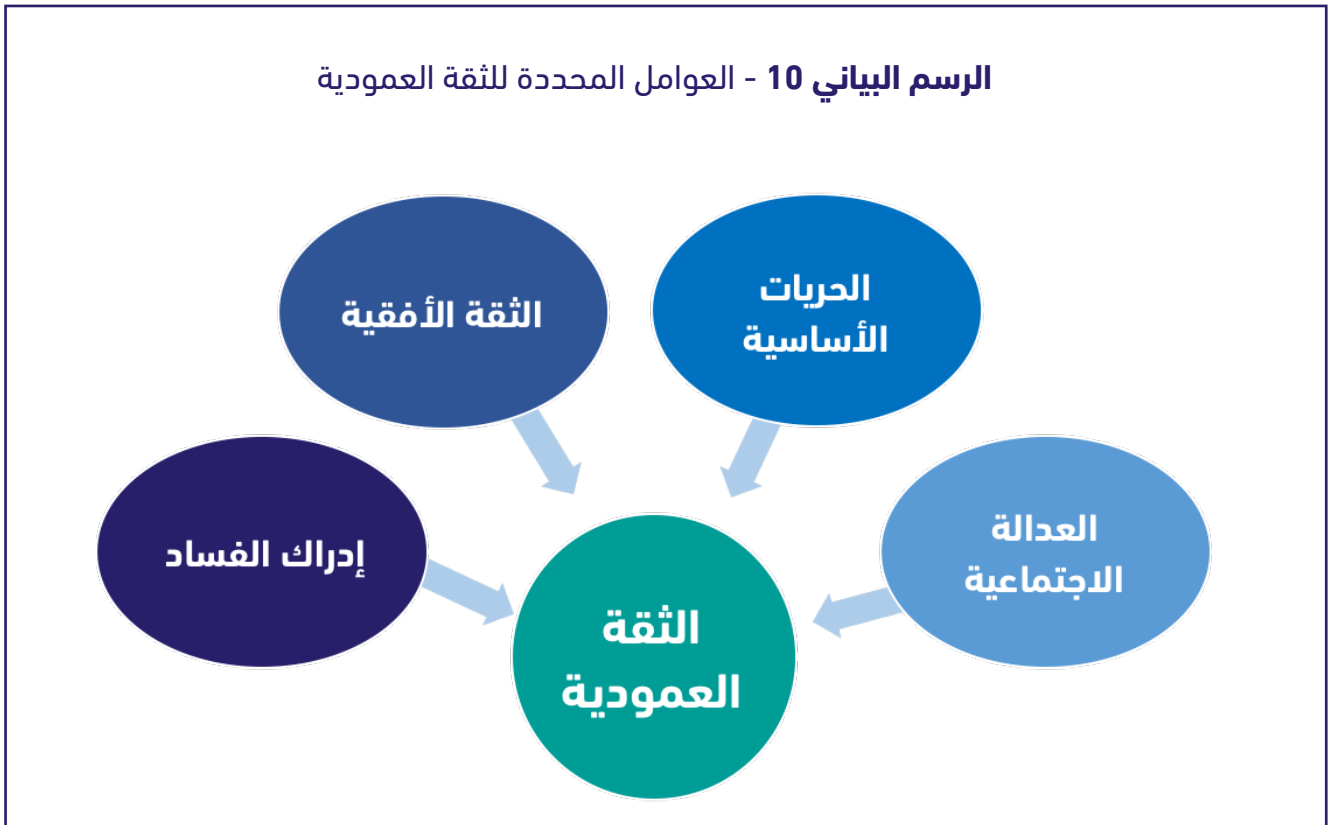 الرسم البياني 10 - العوامل المحددة للثقة العمودية
الحريات
الأساسية
الثقة الأفقية
العدالة
الاجتماعية
إدراك الفساد
الثقة
العمودية